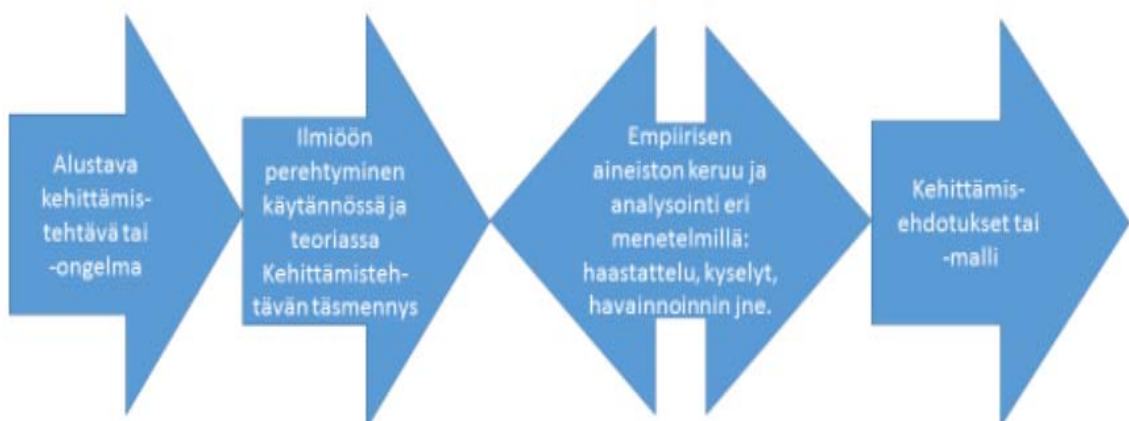 Alustava
kehittämis-
tehtävä tai
-ongelma
Ilmiöön
perehtyminen
käytännössä ja
teoriassa
Kehittämisteh-
tävän täsmennys
Empiirisen
aineiston keruu ja
analysointi eri
menetelmillä:
haastattelu, kyselyt,
havainnoinnin jne.
Kehittämis-
ehdotukset tai
-malli